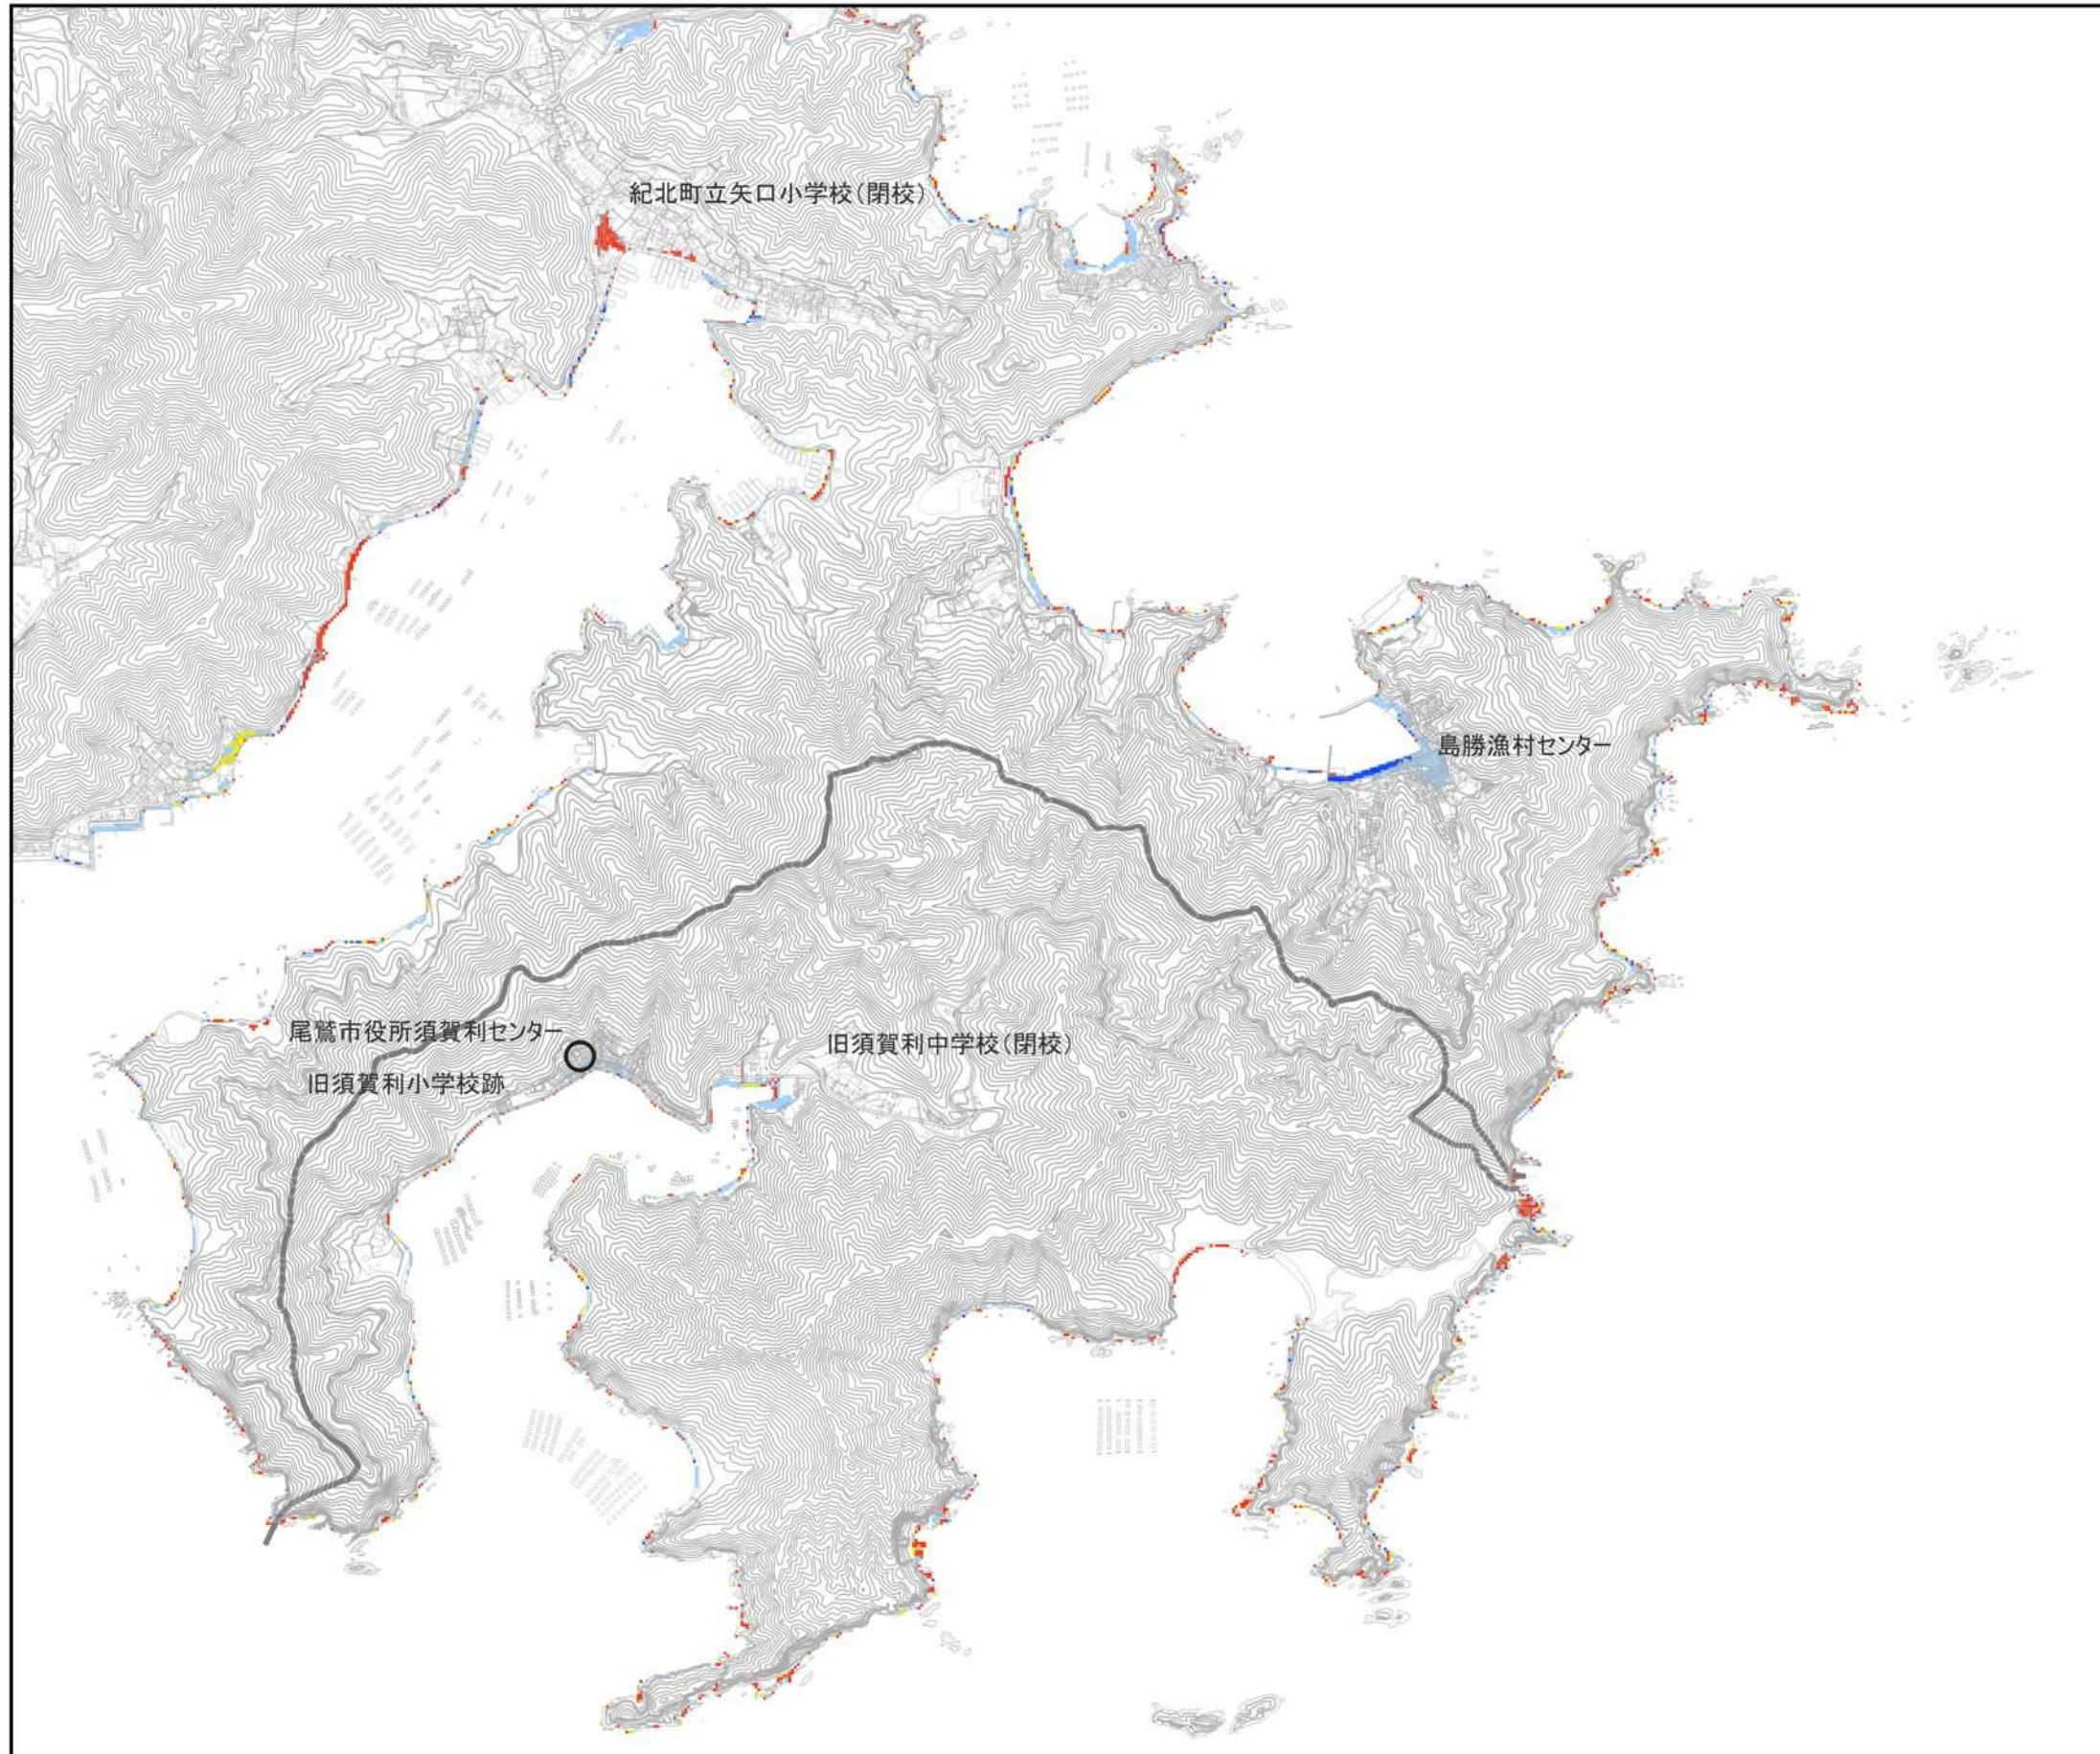 紀北町立矢口小学校(閉校)
島勝漁村センター
尾鷲市役所須賀利センター
旧須賀利中学校(閉校)
旧須賀利小学校跡